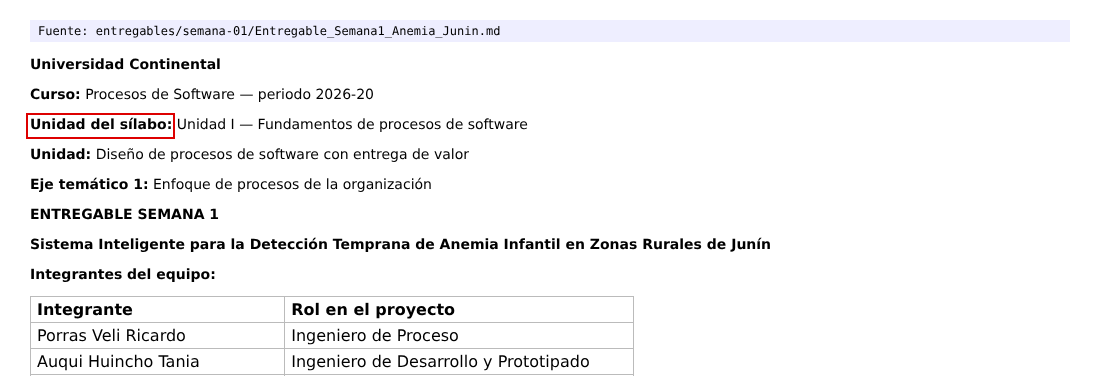 Fuente: entregables/semana-01/Entregable_Semana1_Anemia_Junin.md
Universidad Continental
Curso: Procesos de Software — periodo 2026-20
Unidad del sílabo: Unidad I — Fundamentos de procesos de software
Unidad: Diseño de procesos de software con entrega de valor
Eje temático 1: Enfoque de procesos de la organización
ENTREGABLE SEMANA 1
Sistema Inteligente para la Detección Temprana de Anemia Infantil en Zonas Rurales de Junín
Integrantes del equipo:
Integrante Rol en el proyecto
Porras Veli Ricardo Ingeniero de Proceso
Auqui Huincho Tania Ingeniero de Desarrollo y Prototipado